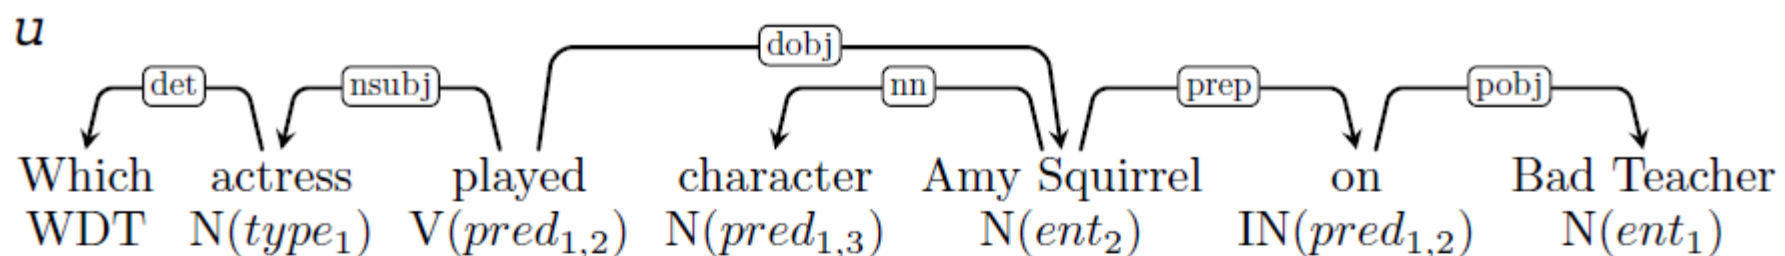 u
dobj
det nsubj nn prep pobj
Which actress played character Amy Squirrel on Bad Teacher
WDT N(type₁) V(pred₁,₂) N(pred₁,₃) N(ent₂) IN(pred₁,₂) N(ent₁)